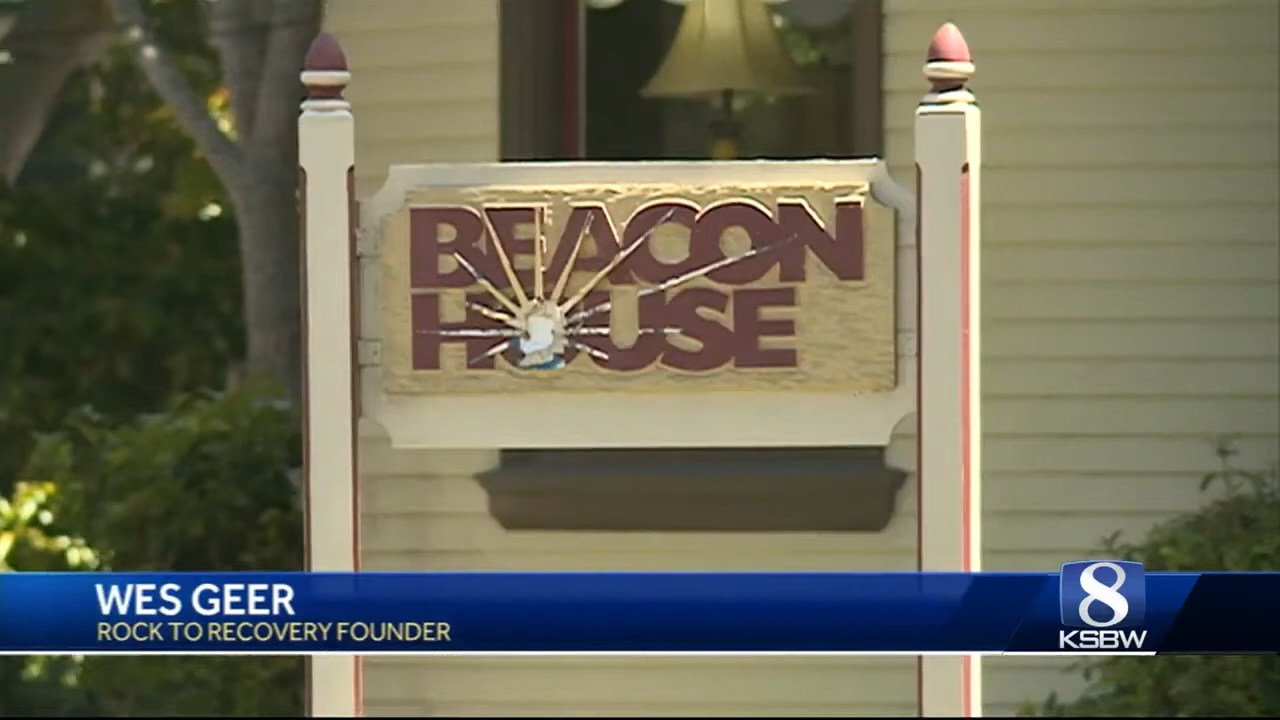 BEACON
HOUSE
WES GEER
ROCK TO RECOVERY FOUNDER
8
KSBW